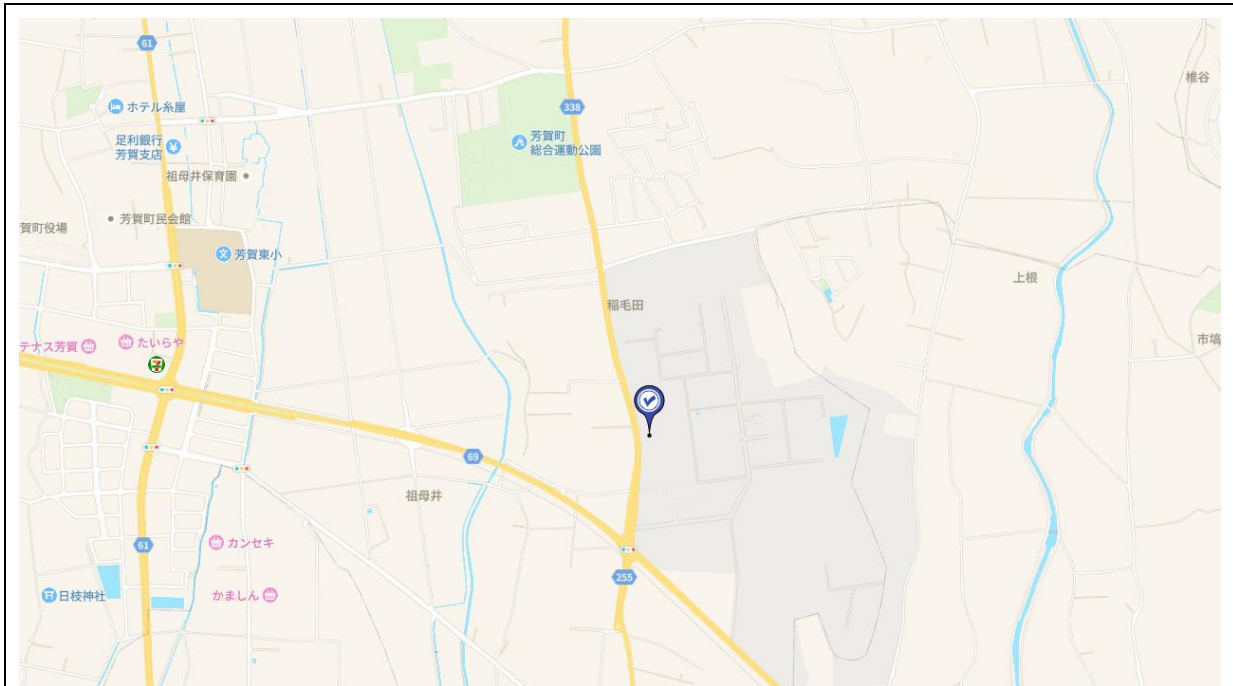 61
椎谷
ホテル糸屋
338
足利銀行
芳賀支店
芳賀町
総合運動公園
祖母井保育園
芳賀町民会館
賀町役場
芳賀東小
上根
稲毛田
市塙
テナス芳賀
たいらや
7
69
祖母井
カンセキ
61
255
日枝神社
かましん